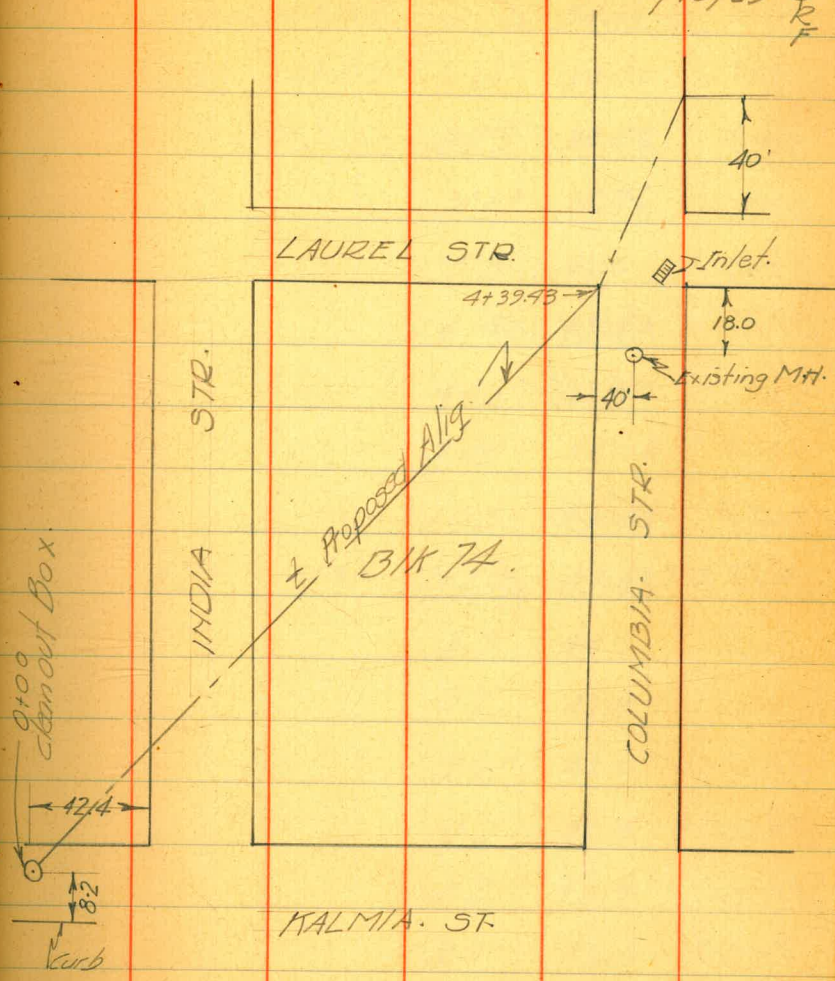 R
F
40'
LAUREL STR.
Inlet.
4+39.43
18.0
Existing M.H.
40'
INDIA STR.
Proposed Alig.
Blk 74.
COLUMBIA. STR.
0+00
cleanout Box.
42.4
8.2
KALMIA. ST.
Curb